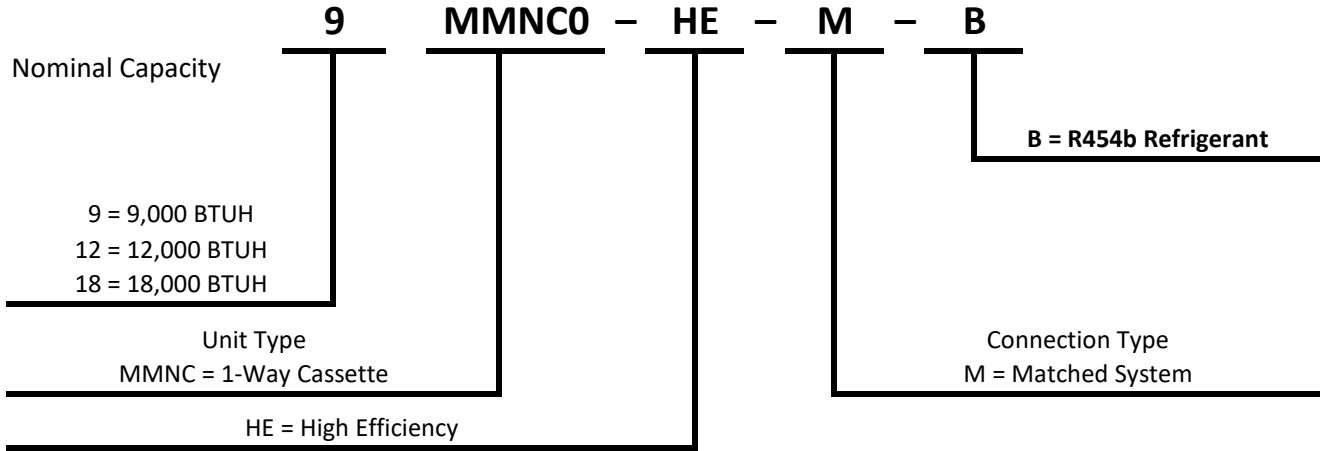 9 MMNC0 – HE – M – B
Nominal Capacity
B = R454b Refrigerant
9 = 9,000 BTUH
12 = 12,000 BTUH
18 = 18,000 BTUH
Unit Type
MMNC = 1-Way Cassette
Connection Type
M = Matched System
HE = High Efficiency